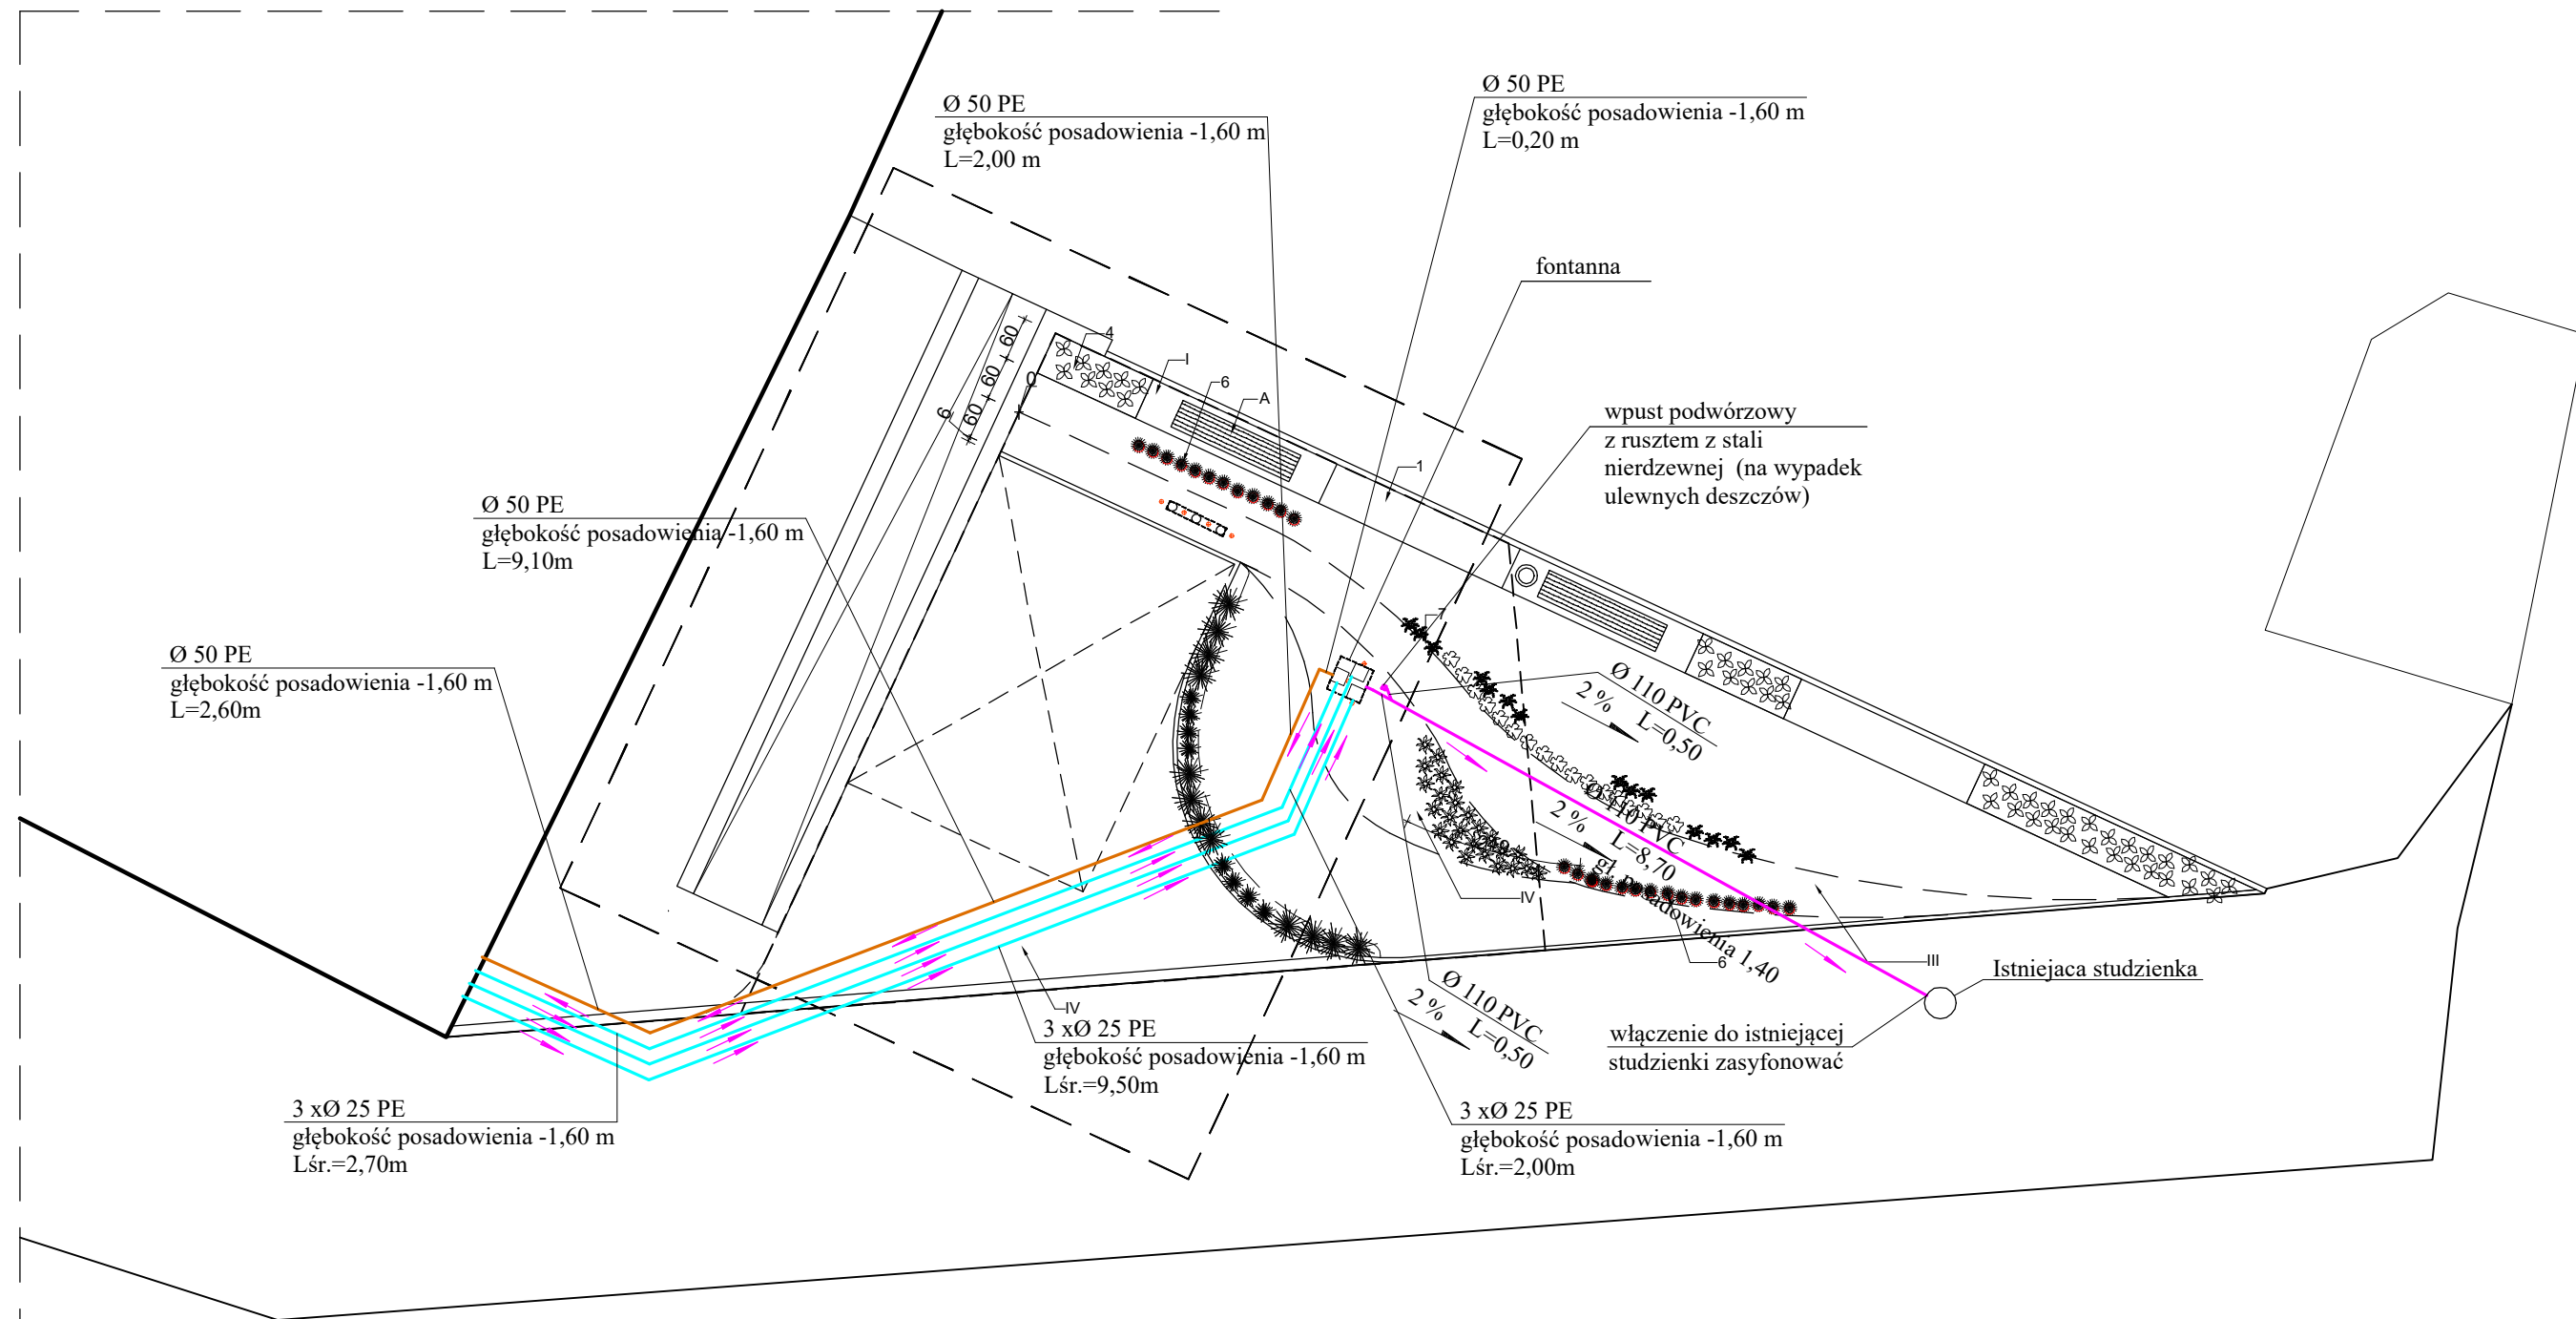 Ø 50 PE
głębokość posadowienia -1,60 m
L=0,20 m
Ø 50 PE
głębokość posadowienia -1,60 m
L=2,00 m
fontanna
wpust podwórzowy
z rusztem z stali
nierdzewnej (na wypadek
ulewnych deszczów)
4
I
6
A
1
60
60
60
6
0
Ø 50 PE
głębokość posadowienia -1,60 m
L=9,10m
7
Ø 50 PE
głębokość posadowienia -1,60 m
L=2,60m
Ø 110 PVC
2 % L=0,50
Ø 110 PVC
2 % L=8,70
gł. posadowienia 1,40
IV
6
III
Istniejaca studzienka
Ø 110 PVC
2 % L=0,50
włączenie do istniejącej
studzienki zasyfonować
IV
3 xØ 25 PE
głębokość posadowienia -1,60 m
Lśr.=9,50m
3 xØ 25 PE
głębokość posadowienia -1,60 m
Lśr.=2,70m
3 xØ 25 PE
głębokość posadowienia -1,60 m
Lśr.=2,00m